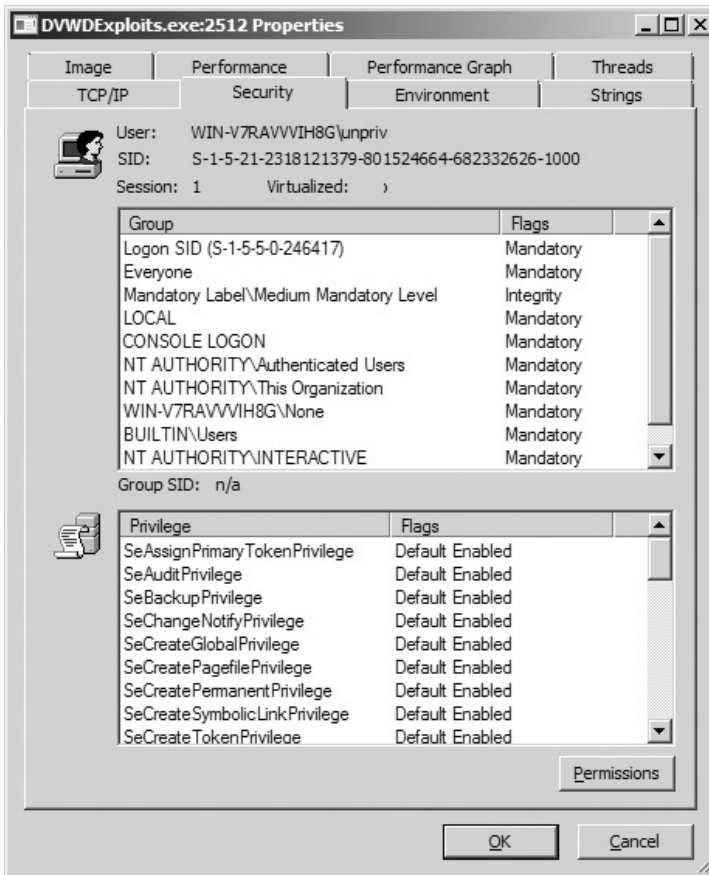 DVWDExploits.exe:2512 Properties
Image Performance Performance Graph Threads
TCP/IP Security Environment Strings
User: WIN-V7RAVVVIH8G\unpriv
SID: S-1-5-21-2318121379-801524664-682332626-1000
Session: 1 Virtualized:
Group Flags
Logon SID (S-1-5-5-0-246417) Mandatory
Everyone Mandatory
Mandatory Label\Medium Mandatory Level Integrity
LOCAL Mandatory
CONSOLE LOGON Mandatory
NT AUTHORITY\Authenticated Users Mandatory
NT AUTHORITY\This Organization Mandatory
WIN-V7RAVVVIH8G\None Mandatory
BUILTIN\Users Mandatory
NT AUTHORITY\INTERACTIVE Mandatory
Group SID: n/a
Privilege Flags
SeAssignPrimaryTokenPrivilege Default Enabled
SeAuditPrivilege Default Enabled
SeBackupPrivilege Default Enabled
SeChangeNotifyPrivilege Default Enabled
SeCreateGlobalPrivilege Default Enabled
SeCreatePagefilePrivilege Default Enabled
SeCreatePermanentPrivilege Default Enabled
SeCreateSymbolicLinkPrivilege Default Enabled
SeCreateTokenPrivilege Default Enabled
Permissions
OK Cancel